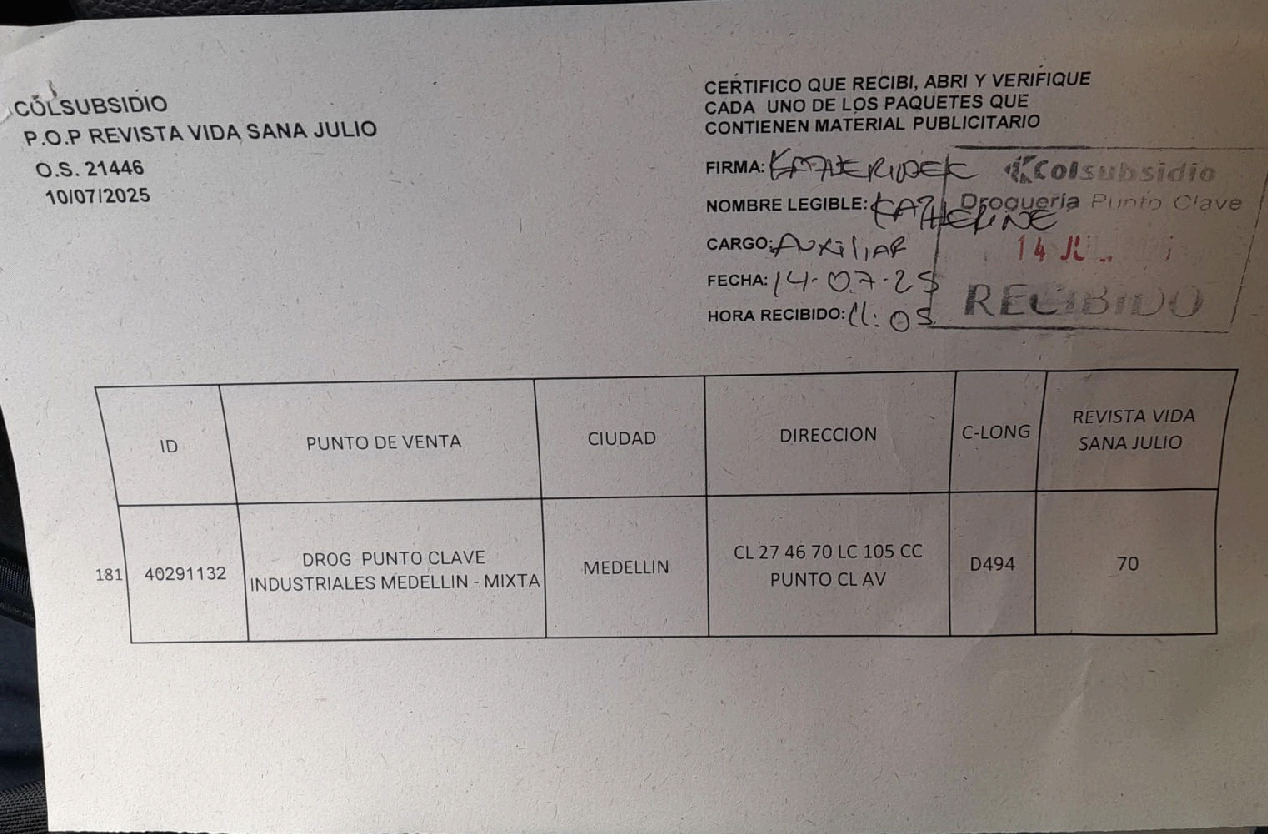 COLSUBSIDIO
P.O.P REVISTA VIDA SANA JULIO
O.S. 21446
10/07/2025
CERTIFICO QUE RECIBI, ABRI Y VERIFIQUE
CADA UNO DE LOS PAQUETES QUE
CONTIENEN MATERIAL PUBLICITARIO
FIRMA:
NOMBRE LEGIBLE: KATHERINE
CARGO: AUXILIAR
FECHA: 14-07-25
HORA RECIBIDO: 11:05
Colsubsidio
Droguería Punto Clave
14 JUL
RECIBIDO
ID PUNTO DE VENTA CIUDAD DIRECCION C-LONG REVISTA VIDA
SANA JULIO
181 40291132 DROG PUNTO CLAVE
INDUSTRIALES MEDELLIN - MIXTA MEDELLIN CL 27 46 70 LC 105 CC
PUNTO CLAV D494 70